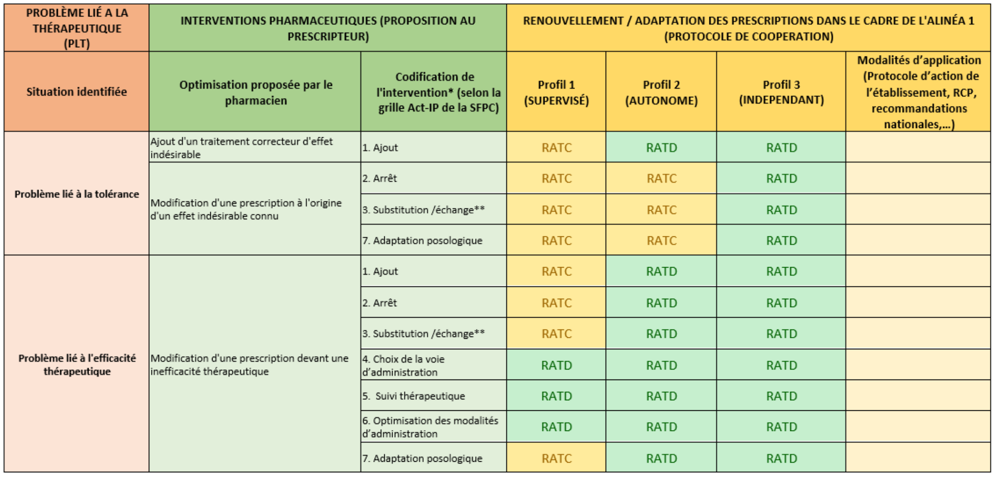 PROBLÈME LIÉ A LA
THÉRAPEUTIQUE
(PLT)
INTERVENTIONS PHARMACEUTIQUES (PROPOSITION AU
PRESCRIPTEUR)
RENOUVELLEMENT / ADAPTATION DES PRESCRIPTIONS DANS LE CADRE DE L'ALINÉA 1
(PROTOCOLE DE COOPERATION)
Situation identifiée
Optimisation proposée par le
pharmacien
Codification de
l'intervention* (selon la
grille Act-IP de la SFPC)
Profil 1
(SUPERVISÉ)
Profil 2
(AUTONOME)
Profil 3
(INDEPENDANT)
Modalités d’application
(Protocole d’action de
l’établissement, RCP,
recommandations
nationales,…)
Problème lié à la tolérance
Ajout d'un traitement correcteur d'effet
indésirable
1. Ajout
RATC
RATD
RATD
Modification d'une prescription à l'origine
d'un effet indésirable connu
2. Arrêt
RATC
RATC
RATD
3. Substitution /échange**
RATC
RATC
RATD
7. Adaptation posologique
RATC
RATC
RATD
Problème lié à l'efficacité
thérapeutique
Modification d'une prescription devant une
inefficacité thérapeutique
1. Ajout
RATC
RATD
RATD
2. Arrêt
RATC
RATD
RATD
3. Substitution /échange**
RATC
RATD
RATD
4. Choix de la voie
d’administration
RATD
RATD
RATD
5. Suivi thérapeutique
RATD
RATD
RATD
6. Optimisation des modalités
d’administration
RATD
RATD
RATD
7. Adaptation posologique
RATC
RATD
RATD